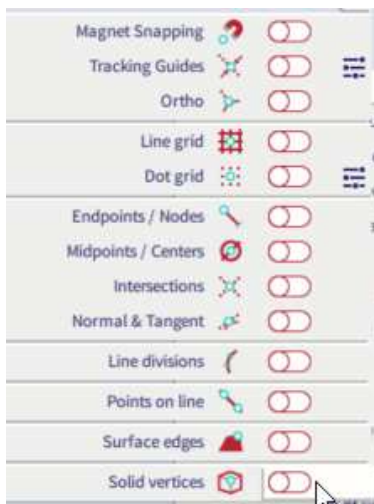 Magnet Snapping
Tracking Guides
Ortho
Line grid
Dot grid
Endpoints / Nodes
Midpoints / Centers
Intersections
Normal & Tangent
Line divisions
Points on line
Surface edges
Solid vertices